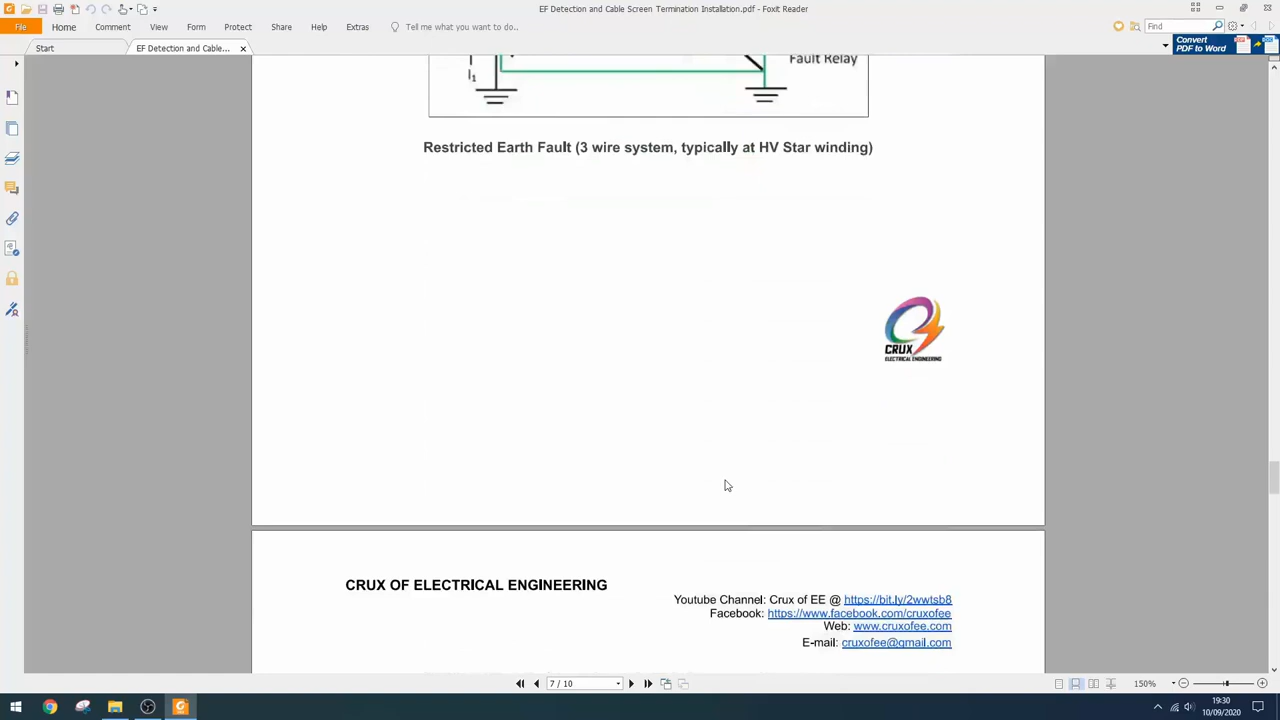 EF Detection and Cable Screen Termination Installation.pdf - Foxit Reader
File Home Comment View Form Protect Share Help Extras Tell me what you want to do.. Find
Start EF Detection and Cable...
Convert
PDF to Word
I₁
Fault Relay
Restricted Earth Fault (3 wire system, typically at HV Star winding)
CRUX
ELECTRICAL ENGINEERING
CRUX OF ELECTRICAL ENGINEERING
Youtube Channel: Crux of EE @ https://bit.ly/2wwtsb8
Facebook: https://www.facebook.com/cruxofee
Web: www.cruxofee.com
E-mail: cruxofee@gmail.com
7 / 10
150%
19:30
10/09/2020